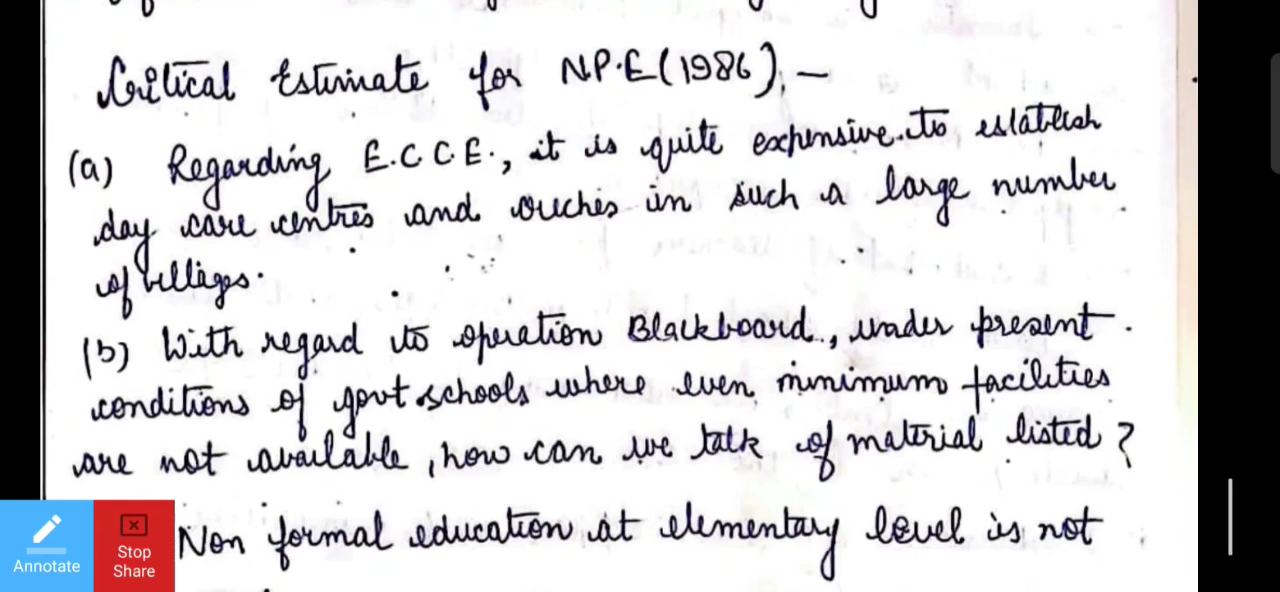 Critical Estimate for N.P.E (1986) -
(a) Regarding E.C.C.E., it is quite expensive to establish
day care centres and cruches in such a large number
of villages.
(b) With regard to operation Blackboard, under present
conditions of govt schools where even minimum facilities
are not available, how can we talk of material listed?
Non formal education at elementary level is not
Annotate
Stop
Share